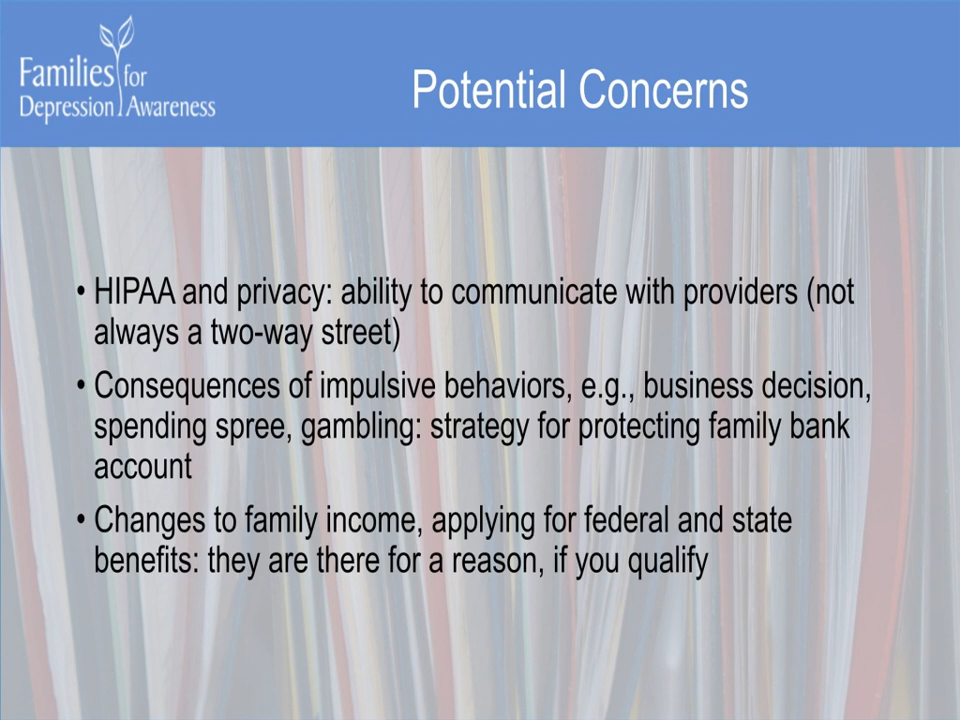 Families for
Depression Awareness
Potential Concerns
• HIPAA and privacy: ability to communicate with providers (not
always a two-way street)
• Consequences of impulsive behaviors, e.g., business decision,
spending spree, gambling: strategy for protecting family bank
account
• Changes to family income, applying for federal and state
benefits: they are there for a reason, if you qualify